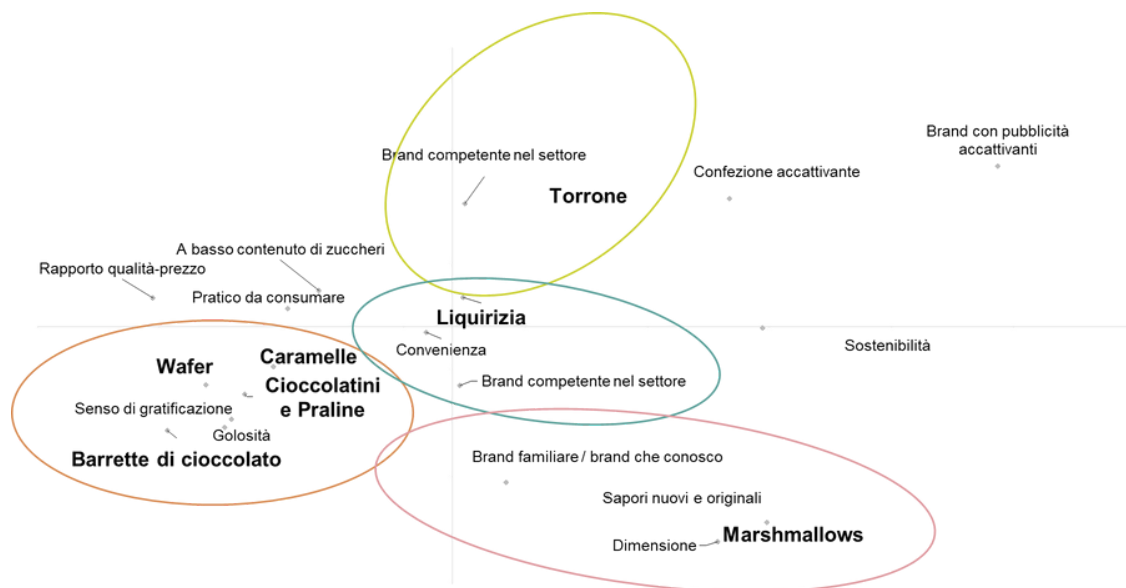 Brand con pubblicità
accattivanti
Brand competente nel settore
Confezione accattivante
Torrone
A basso contenuto di zuccheri
Rapporto qualità-prezzo
Pratico da consumare
Liquirizia
Convenienza
Sostenibilità
Wafer
Caramelle
Cioccolatini
e Praline
Brand competente nel settore
Senso di gratificazione
Golosità
Barrette di cioccolato
Brand familiare / brand che conosco
Sapori nuovi e originali
Marshmallows
Dimensione